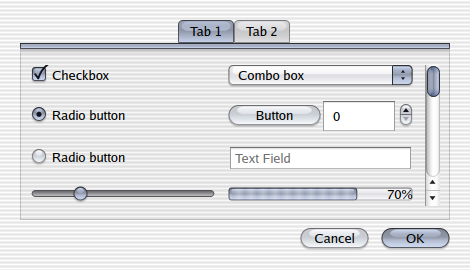 Tab 1 Tab 2
Checkbox Combo box
Radio button Button 0
Radio button Text Field
70%
Cancel OK